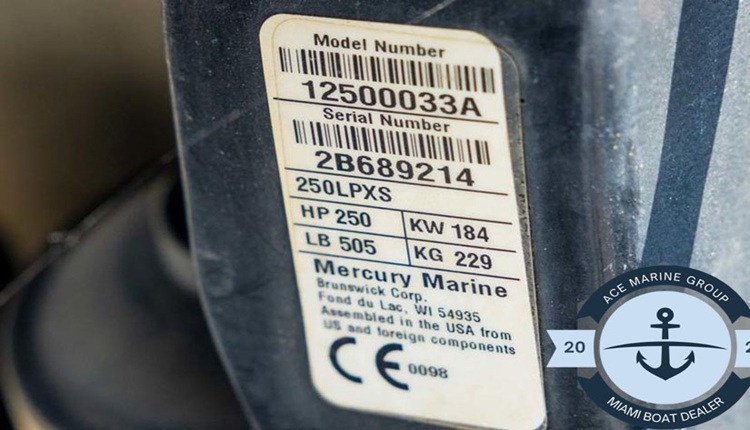 Model Number
12500033A
Serial Number
2B689214
250LPXS
HP 250 KW 184
LB 505 KG 229
Mercury Marine
Brunswick Corp.
Fond du Lac, WI 54935
Assembled in the USA from
US and foreign components
CE 0098
ACE MARINE GROUP
20 2
MIAMI BOAT DEALER